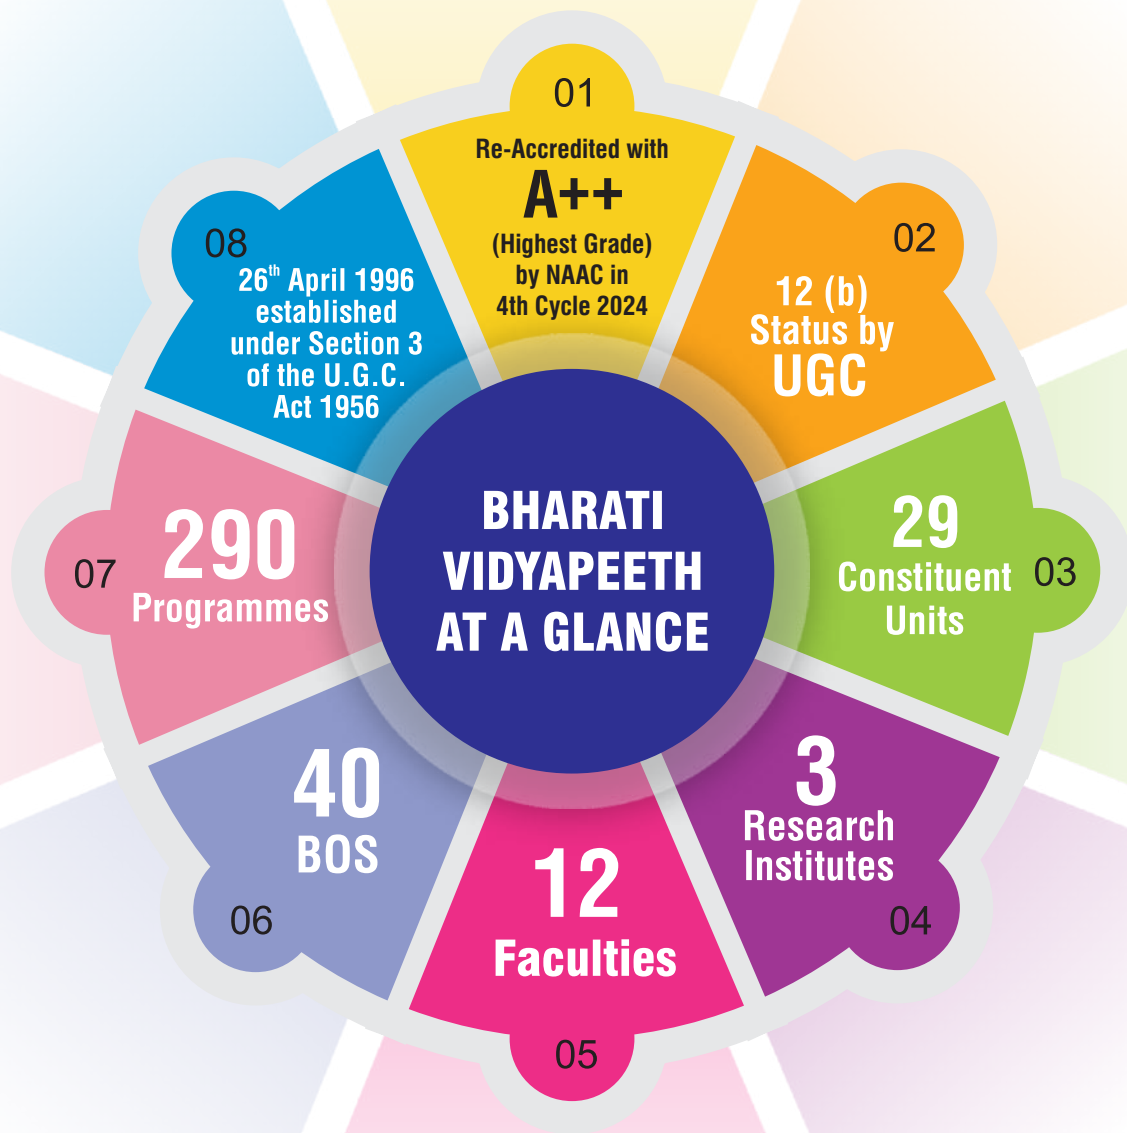 BHARATI
VIDYAPEETH
AT A GLANCE
01
Re-Accredited with
A++
(Highest Grade)
by NAAC in
4th Cycle 2024
02
12 (b)
Status by
UGC
03
29
Constituent
Units
3
Research
Institutes
04
12
Faculties
05
40
BOS
06
07
290
Programmes
08
26th April 1996
established
under Section 3
of the U.G.C.
Act 1956